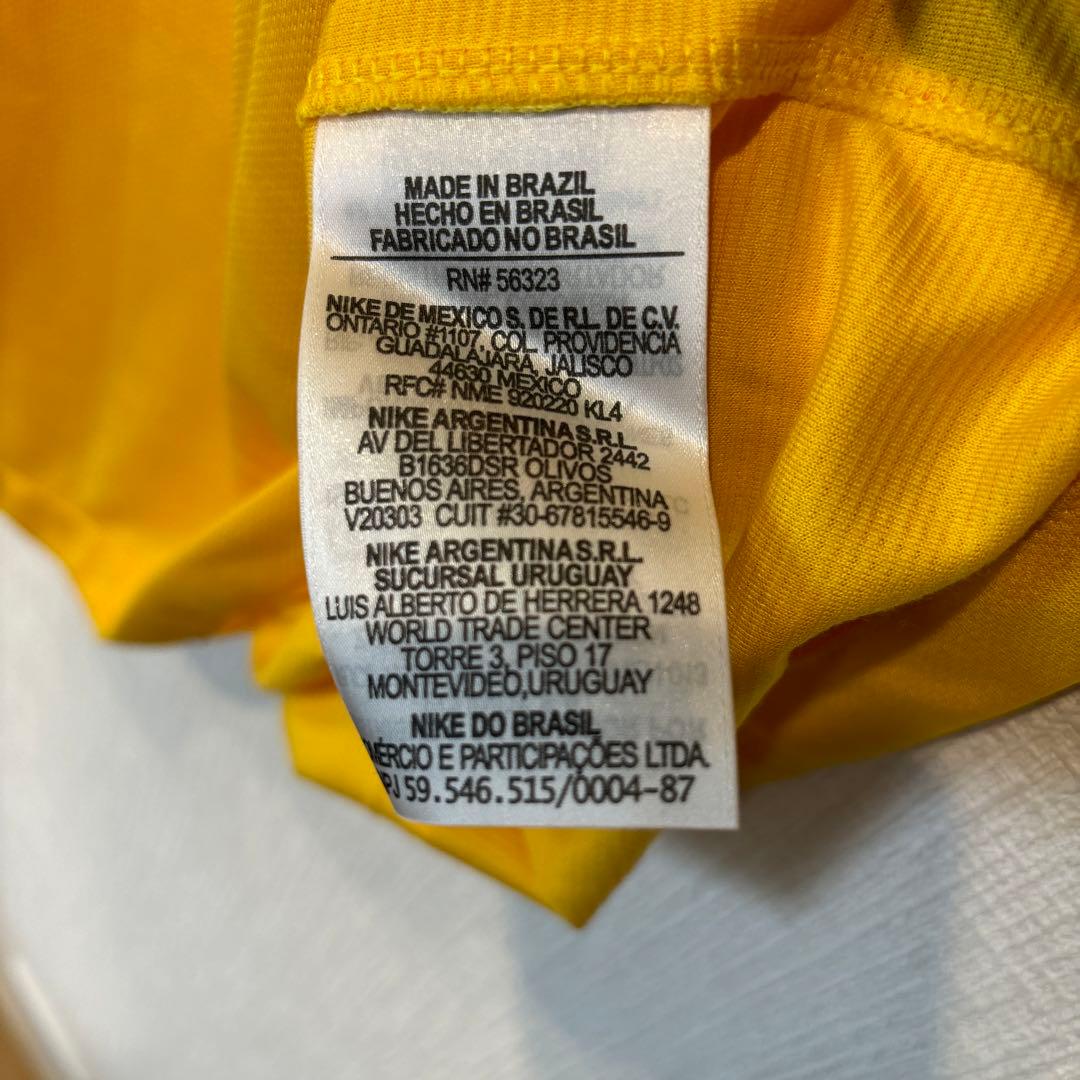 MADE IN BRAZIL
HECHO EN BRASIL
FABRICADO NO BRASIL
RN# 56323
NIKE DE MEXICO S. DE R.L. DE C.V.
ONTARIO #1107, COL. PROVIDENCIA
GUADALAJARA, JALISCO
44630 MEXICO
RFC# NME 920220 KL4
NIKE ARGENTINA S.R.L.
AV DEL LIBERTADOR 2442
B1636DSR OLIVOS
BUENOS AIRES, ARGENTINA
V20303 CUIT #30-67815546-9
NIKE ARGENTINA S.R.L.
SUCURSAL URUGUAY
LUIS ALBERTO DE HERRERA 1248
WORLD TRADE CENTER
TORRE 3, PISO 17
MONTEVIDEO,URUGUAY
NIKE DO BRASIL
MÉRCIO E PARTICIPAÇÕES LTDA.
PJ 59.546.515/0004-87